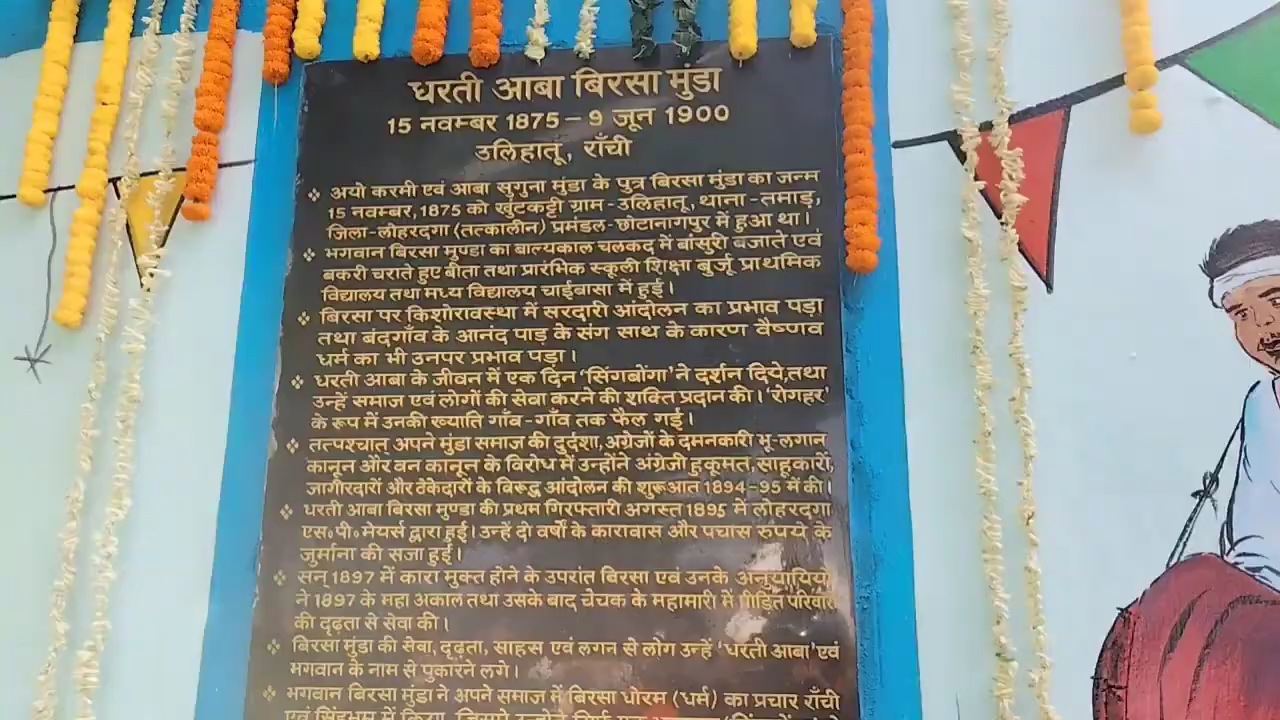 धरती आबा बिरसा मुंडा
15 नवम्बर 1875 – 9 जून 1900
उलिहातू, राँची
❖ अयो करमी एवं आबा सुगुना मुंडा के पुत्र बिरसा मुंडा का जन्म
15 नवम्बर, 1875 को खुंटकट्टी ग्राम - उलिहातू, थाना - तमाड़,
जिला-लोहरदगा (तत्कालीन) प्रमंडल-छोटानागपुर में हुआ था।
❖ भगवान बिरसा मुण्डा का बाल्यकाल चलकद में बांसुरी बजाते एवं
बकरी चराते हुए बीता तथा प्रारंभिक स्कूली शिक्षा बुर्जू प्राथमिक
विद्यालय तथा मध्य विद्यालय चाईबासा में हुई।
❖ बिरसा पर किशोरावस्था में सरदारी आंदोलन का प्रभाव पड़ा
तथा बंदगाँव के आनंद पाड़ के संग साथ के कारण वैष्णव
धर्म का भी उनपर प्रभाव पड़ा।
❖ धरती आबा के जीवन में एक दिन 'सिंगबोंगा' ने दर्शन दिये,तथा
उन्हें समाज एवं लोगों की सेवा करने की शक्ति प्रदान की। 'रोगहर'
के रूप में उनकी ख्याति गाँव - गाँव तक फैल गई।
❖ तत्पश्चात् अपने मुंडा समाज की दुर्दशा, अंग्रेजों के दमनकारी भू-लगान
कानून और वन कानून के विरोध में उन्होंने अंग्रेजी हुकूमत, साहूकारों,
जागीरदारों और ठेकेदारों के विरूद्ध आंदोलन की शुरूआत 1894-95 में की।
❖ धरती आबा बिरसा मुण्डा की प्रथम गिरफ्तारी अगस्त 1895 में लोहरदगा
एस॰पी॰मेयर्स द्वारा हुई। उन्हें दो वर्षों के कारावास और पचास रुपये के
जुर्माना की सजा हुई।
❖ सन् 1897 में कारा मुक्त होने के उपरांत बिरसा एवं उनके अनुयायियों
ने 1897 के महा अकाल तथा उसके बाद चेचक के महामारी में पीड़ित परिवार
की दृढ़ता से सेवा की।
❖ बिरसा मुंडा की सेवा, दृढ़ता, साहस एवं लगन से लोग उन्हें 'धरती आबा' एवं
भगवान के नाम से पुकारने लगे।
❖ भगवान बिरसा मुंडा ने अपने समाज में बिरसा धोरम (धर्म) का प्रचार राँची
एवं सिंहभूम में किया,